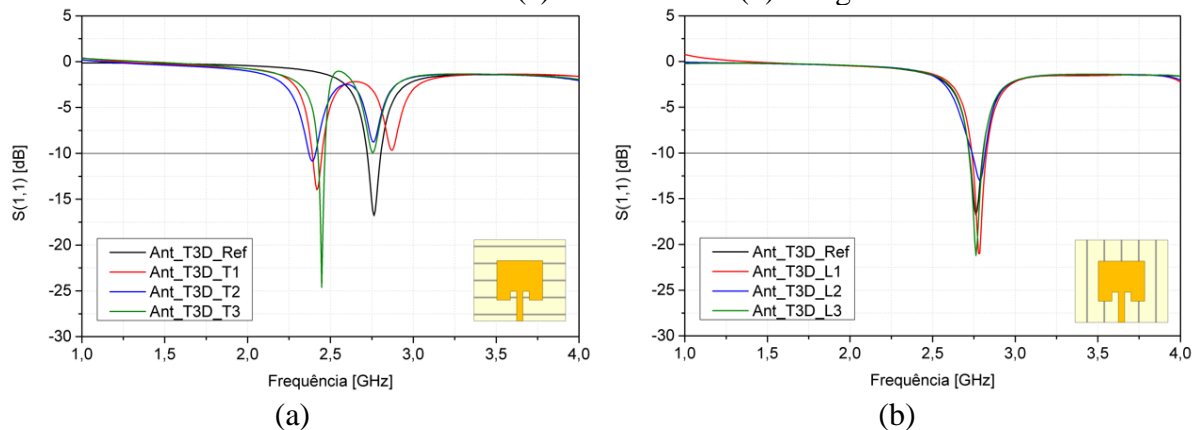 5
0
-5
-10
-15
-20
-25
-30
S(1,1) [dB]
Ant_T3D_Ref
Ant_T3D_T1
Ant_T3D_T2
Ant_T3D_T3
1,0 1,5 2,0 2,5 3,0 3,5 4,0
Frequência [GHz]
(a)
5
0
-5
-10
-15
-20
-25
-30
S(1,1) [dB]
Ant_T3D_Ref
Ant_T3D_L1
Ant_T3D_L2
Ant_T3D_L3
1,0 1,5 2,0 2,5 3,0 3,5 4,0
Frequência [GHz]
(b)